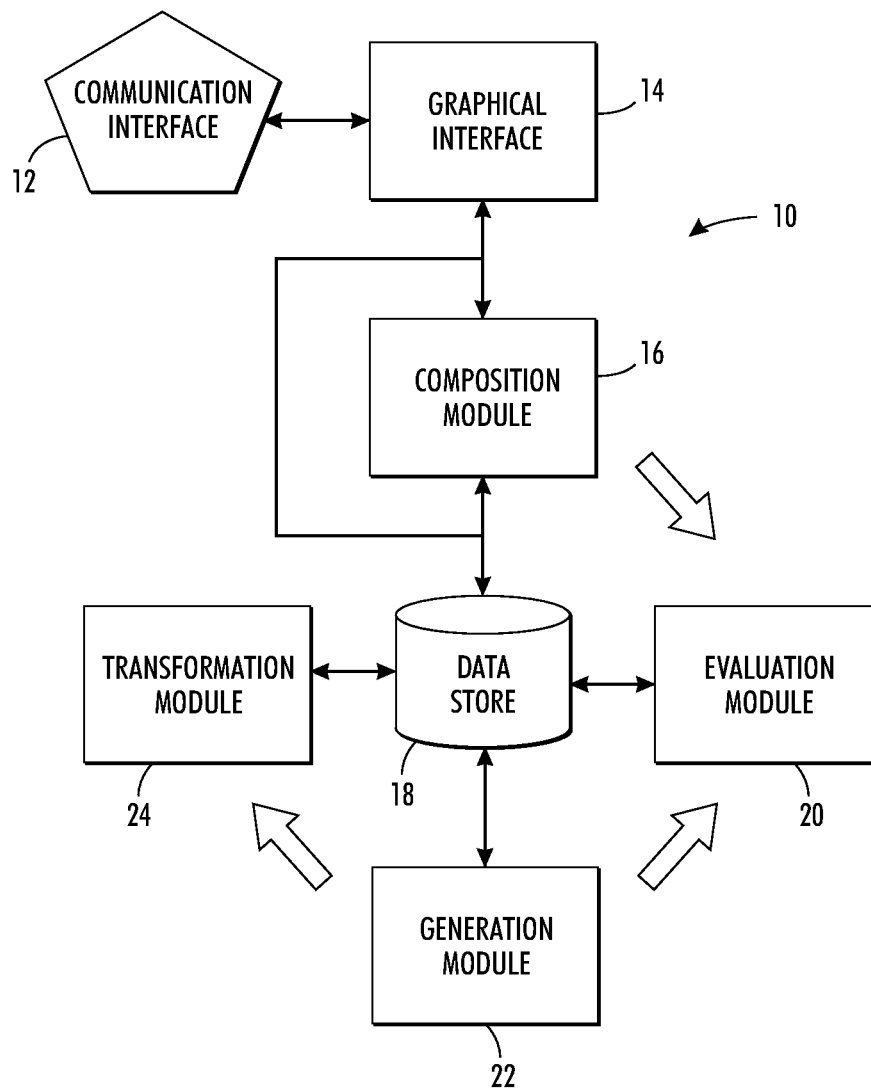 COMMUNICATION
INTERFACE
12
GRAPHICAL
INTERFACE
14
10
COMPOSITION
MODULE
16
TRANSFORMATION
MODULE
24
DATA
STORE
18
EVALUATION
MODULE
20
GENERATION
MODULE
22